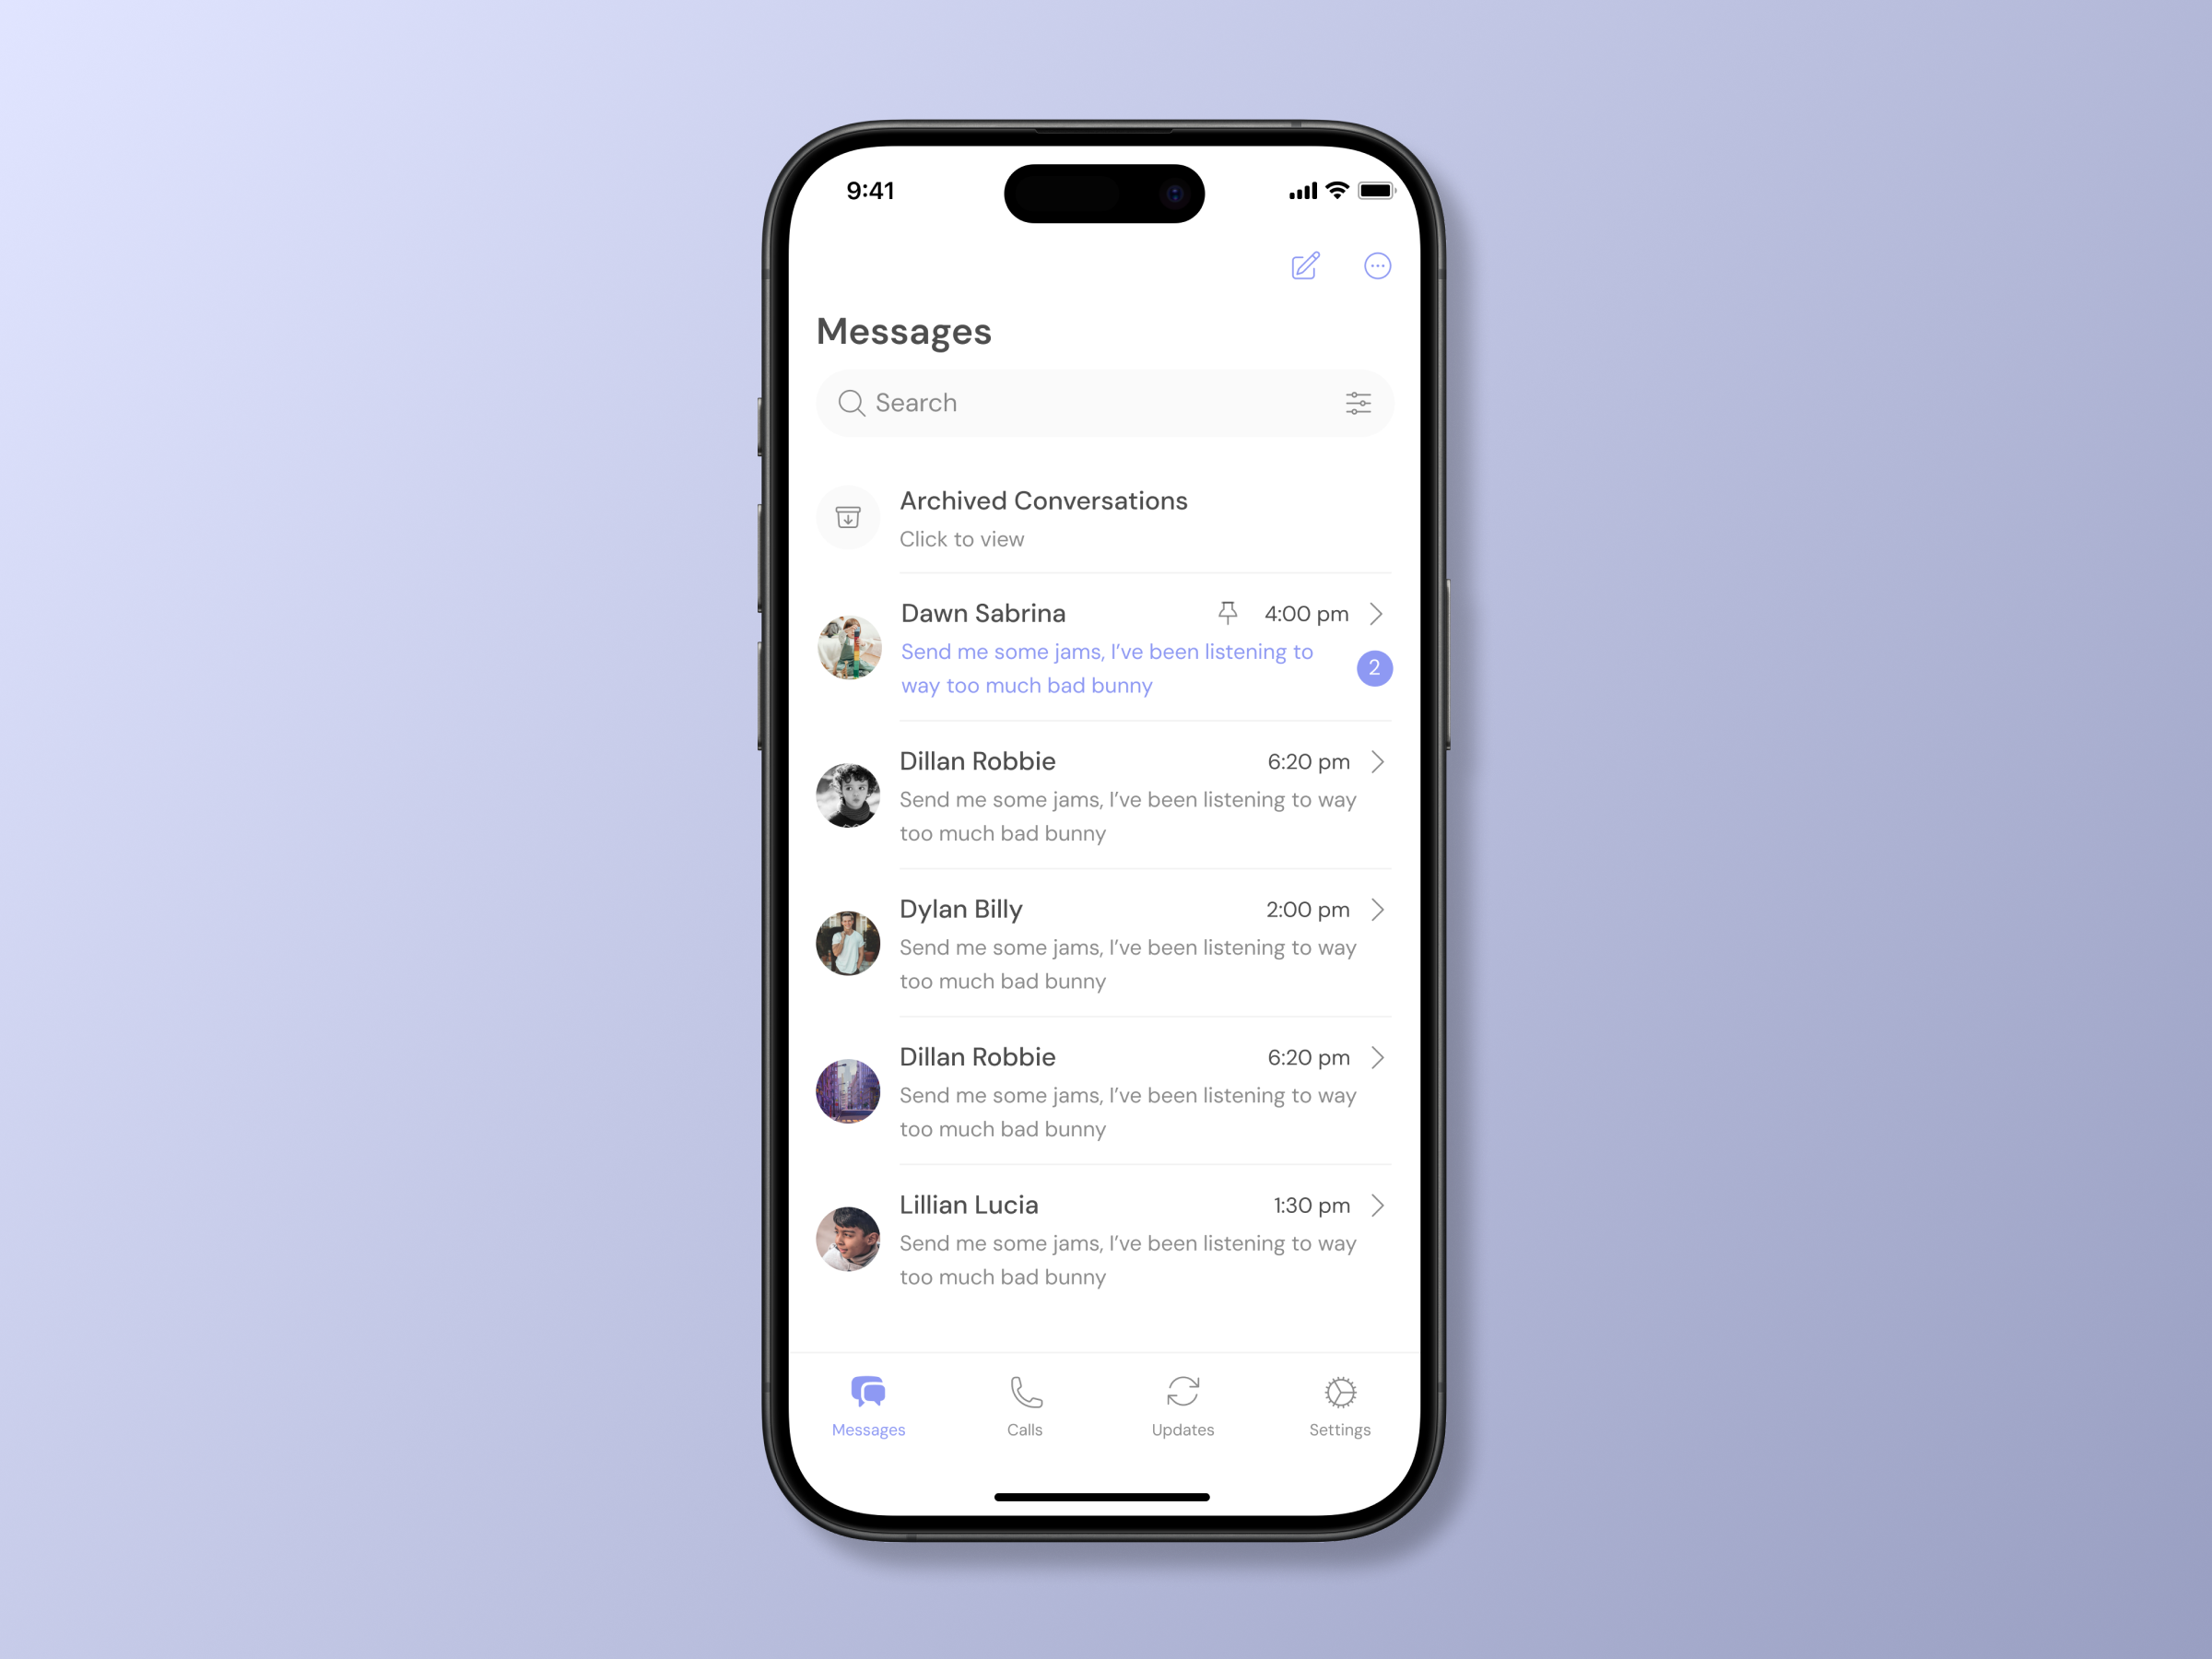 9:41
Messages
Search
Archived Conversations
Click to view
Dawn Sabrina 4:00 pm
Send me some jams, I’ve been listening to
way too much bad bunny
2
Dillan Robbie 6:20 pm
Send me some jams, I’ve been listening to way
too much bad bunny
Dylan Billy 2:00 pm
Send me some jams, I’ve been listening to way
too much bad bunny
Dillan Robbie 6:20 pm
Send me some jams, I’ve been listening to way
too much bad bunny
Lillian Lucia 1:30 pm
Send me some jams, I’ve been listening to way
too much bad bunny
Messages Calls Updates Settings